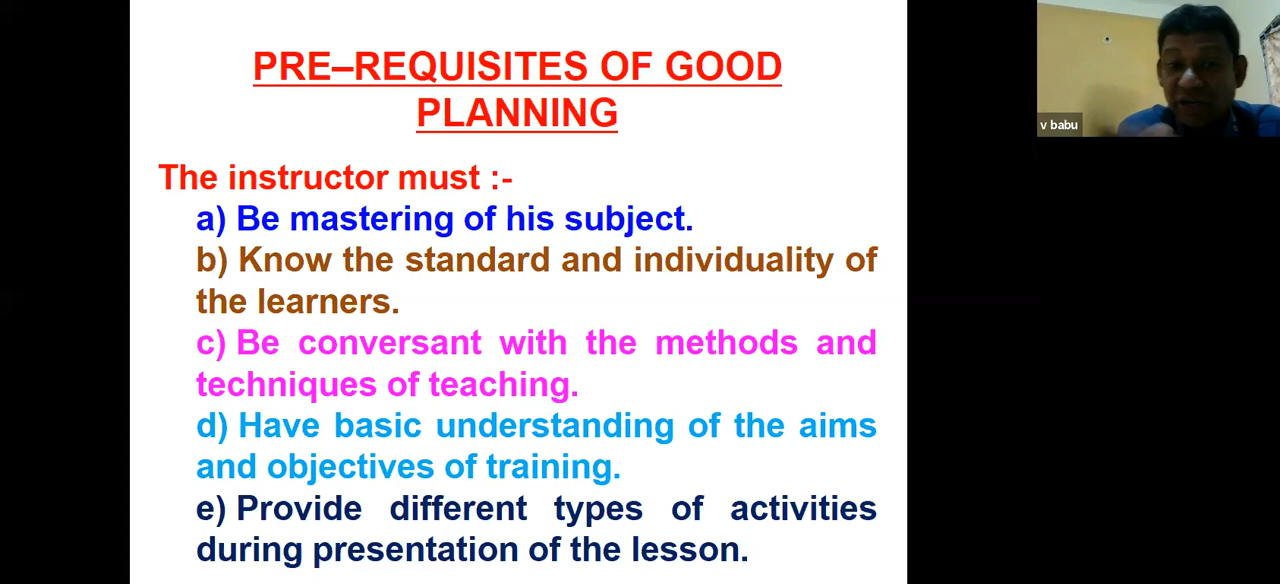 PRE–REQUISITES OF GOOD
PLANNING
The instructor must :-
a) Be mastering of his subject.
b) Know the standard and individuality of
the learners.
c) Be conversant with the methods and
techniques of teaching.
d) Have basic understanding of the aims
and objectives of training.
e) Provide different types of activities
during presentation of the lesson.
v babu